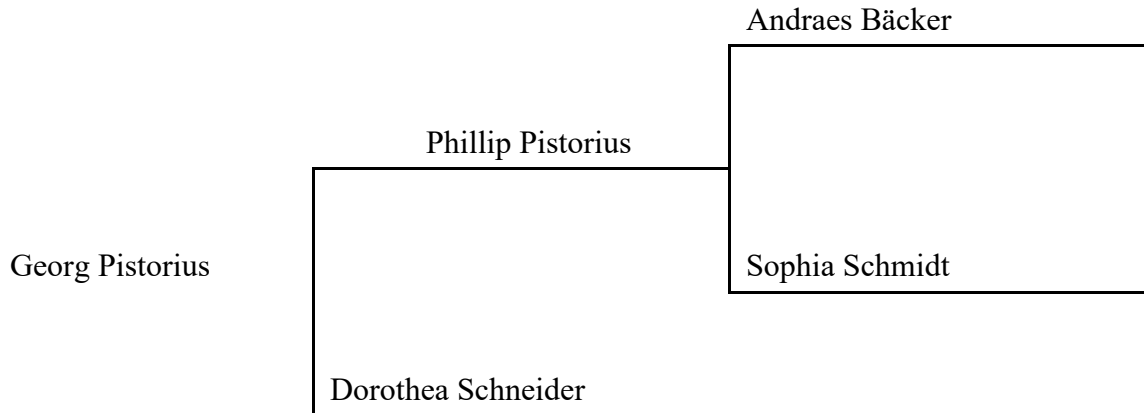 Andraes Bäcker
Phillip Pistorius
Georg Pistorius
Sophia Schmidt
Dorothea Schneider